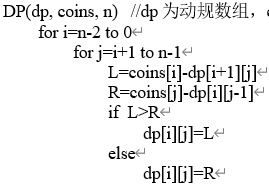 DP(dp, coins, n)   //dp 为动规数组，
for i=n-2 to 0
for j=i+1 to n-1
L=coins[i]-dp[i+1][j]
R=coins[j]-dp[i][j-1]
if  L>R
dp[i][j]=L
else
dp[i][j]=R